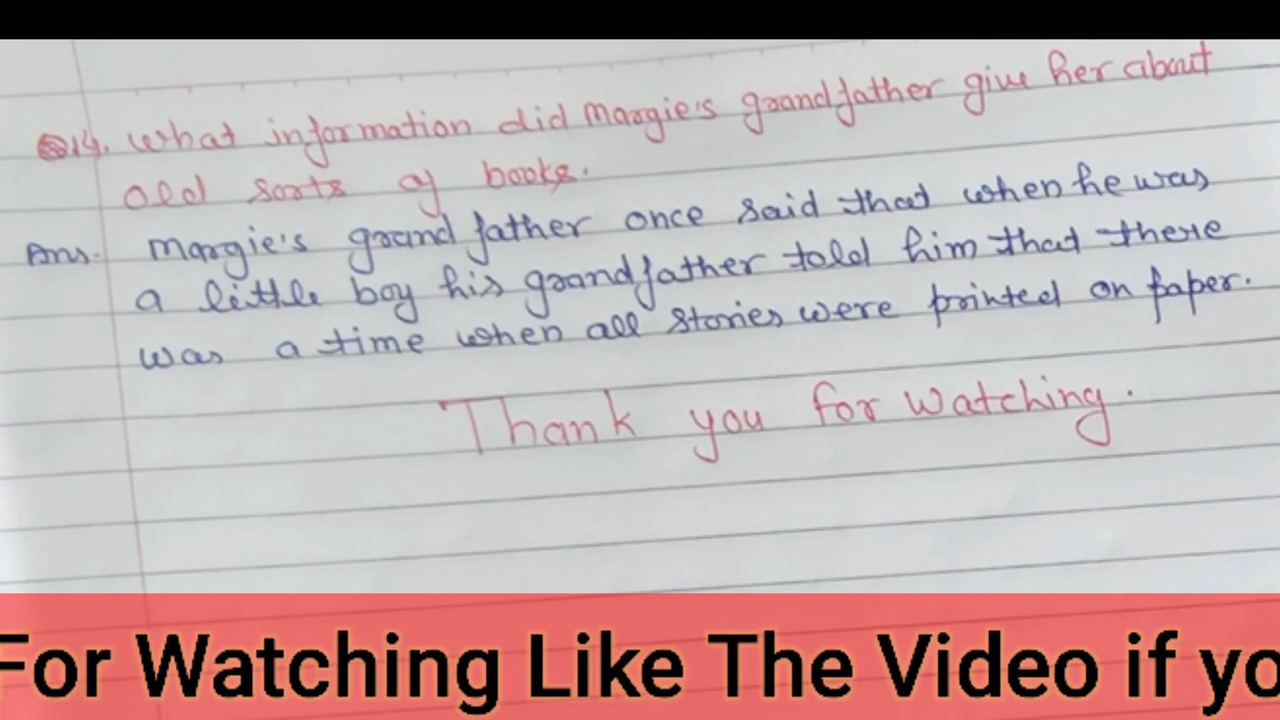 Q14. What information did Margie's grandfather give her about
old sorts of books.
Ans. Margie's grandfather once said that when he was
a little boy his grandfather told him that there
was a time when all stories were printed on paper.
Thank you for watching.
For Watching Like The Video if yo